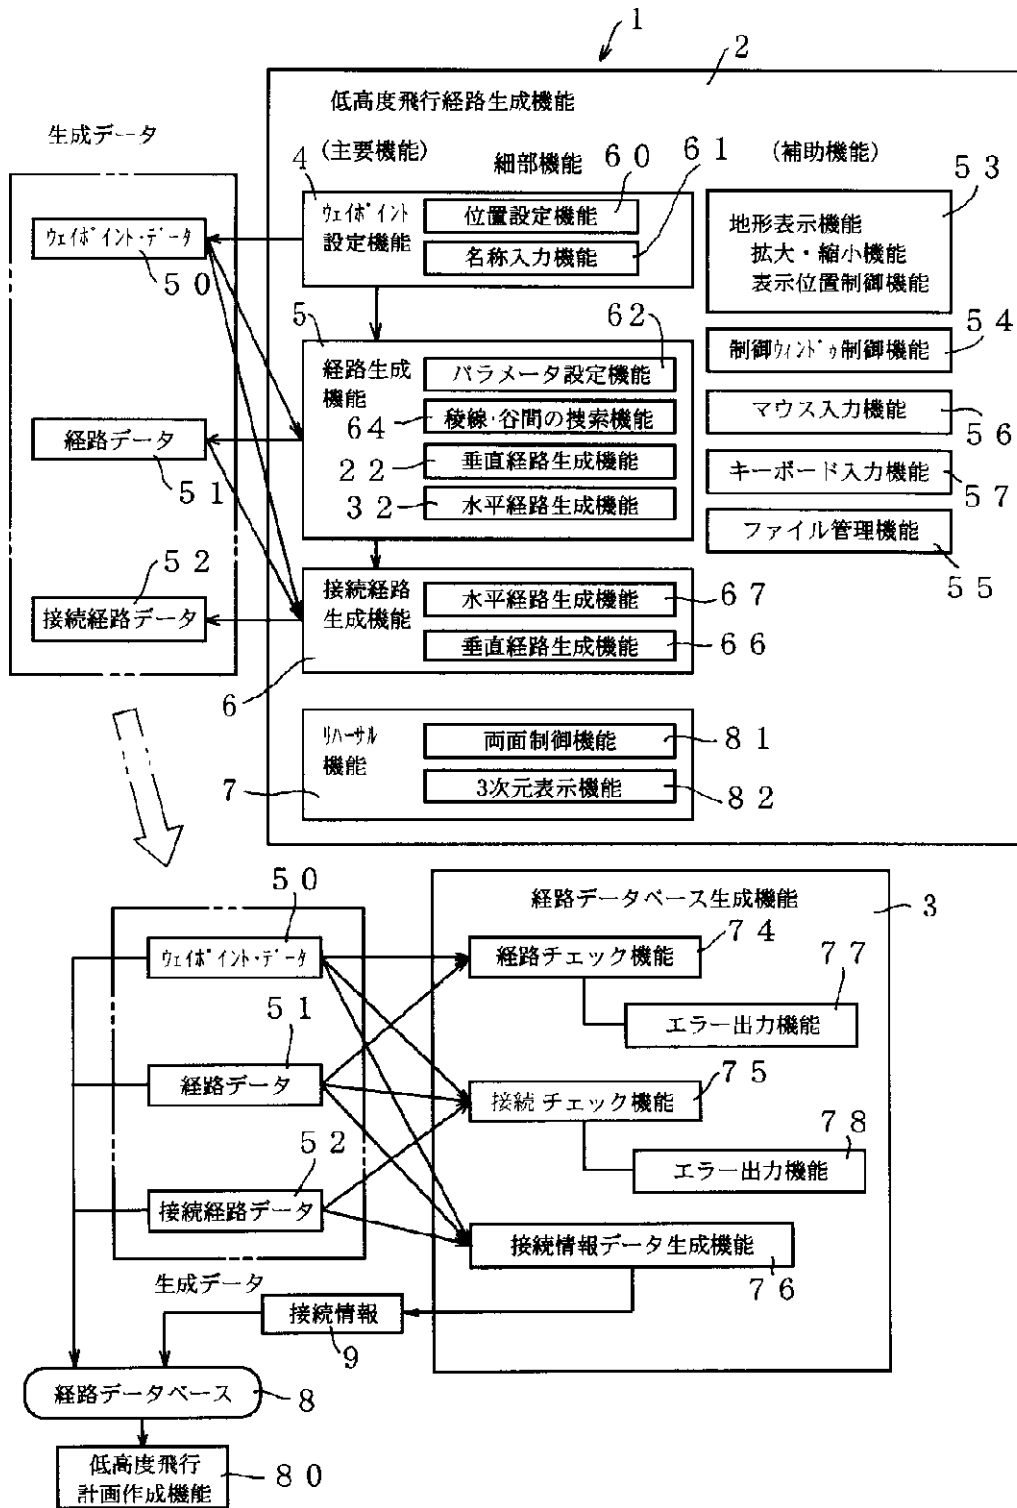 1
2
低高度飛行経路生成機能
生成データ
(主要機能)
細部機能
(補助機能)
4
60
61
53
ウェイポイント
設定機能
位置設定機能
名称入力機能
地形表示機能
拡大・縮小機能
表示位置制御機能
ウェイポイント・データ
50
5
経路生成
機能
62
パラメータ設定機能
64
稜線・谷間の捜索機能
22
垂直経路生成機能
32
水平経路生成機能
54
制御ウィンドゥ制御機能
マウス入力機能
56
キーボード入力機能
57
ファイル管理機能
55
経路データ
51
52
接続経路データ
接続経路
生成機能
水平経路生成機能
67
垂直経路生成機能
66
6
リハーサル
機能
7
両面制御機能
81
3次元表示機能
82
50
ウェイポイント・データ
51
経路データ
52
接続経路データ
生成データ
経路データベース生成機能
3
74
経路チェック機能
77
エラー出力機能
75
接続チェック機能
78
エラー出力機能
接続情報データ生成機能
76
接続情報
9
経路データベース
8
低高度飛行
計画作成機能
80